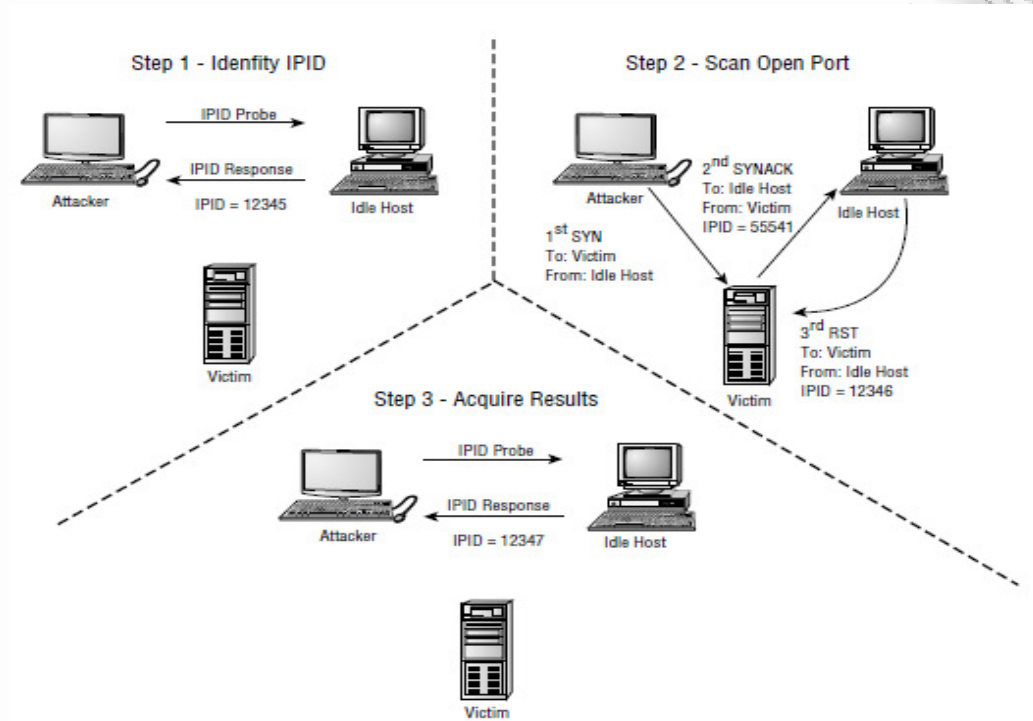 Step 1 - Idenfity IPID
IPID Probe
IPID Response
IPID = 12345
Attacker
Idle Host
Victim
Step 2 - Scan Open Port
Attacker
Idle Host
1st SYN
To: Victim
From: Idle Host
2nd SYNACK
To: Idle Host
From: Victim
IPID = 55541
3rd RST
To: Victim
From: Idle Host
IPID = 12346
Victim
Step 3 - Acquire Results
IPID Probe
IPID Response
IPID = 12347
Attacker
Idle Host
Victim